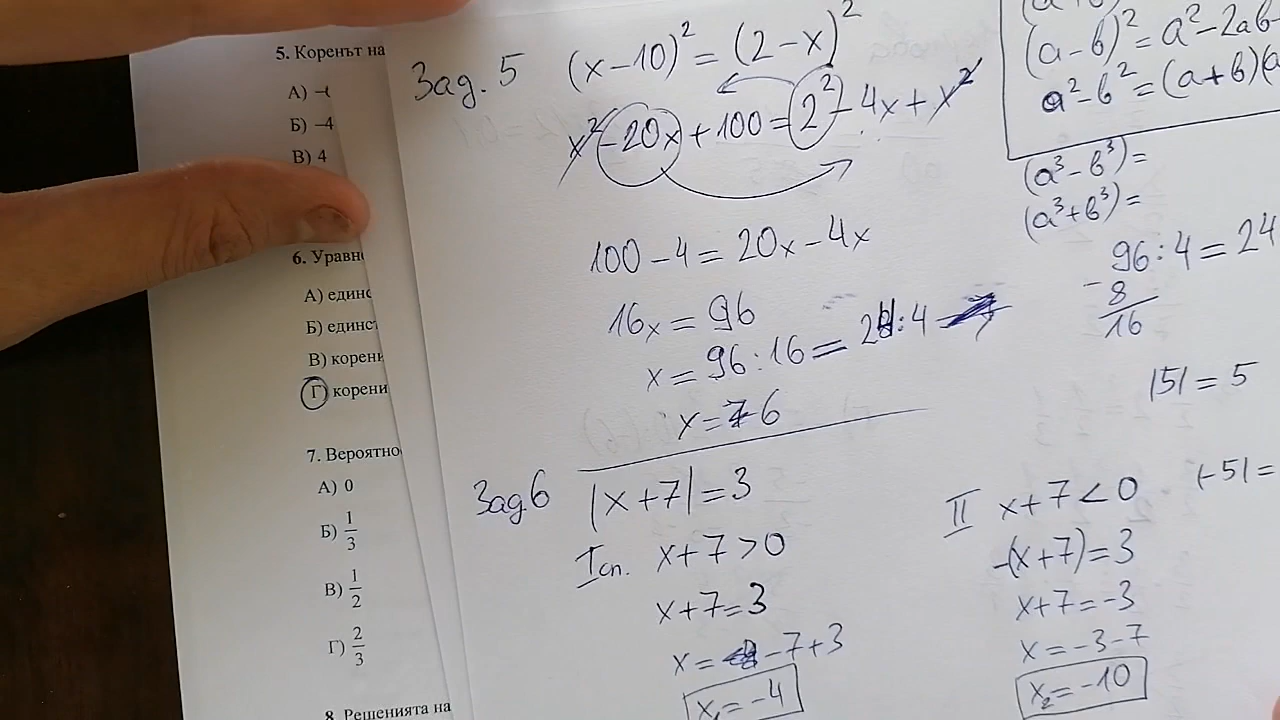 5. Коренът на
А) –
Б) –4
В) 4
6. Уравн
А) един
Б) единс
В) корени
Г) корени
7. Вероятно
А) 0
Б) 1/3
В) 1/2
Г) 2/3
8. Решенията на
Зад. 5 (x-10)² = (2-x)²
x² - 20x + 100 = 2² - 4x + x²
100 - 4 = 20x - 4x
16x = 96
x = 96 : 16 = : 4
x = 6
Зад 6 |x+7| = 3
I сп. x+7 > 0
x+7 = 3
x = -7+3
x₁ = -4
II x+7 < 0
-(x+7) = 3
x+7 = -3
x = -3-7
x₂ = -10
(a-b)² = a² - 2ab
a² - b² = (a+b)(a
(a³ - b³) =
(a³ + b³) =
96 : 4 = 24
- 8
16
|5| = 5
|-5| =